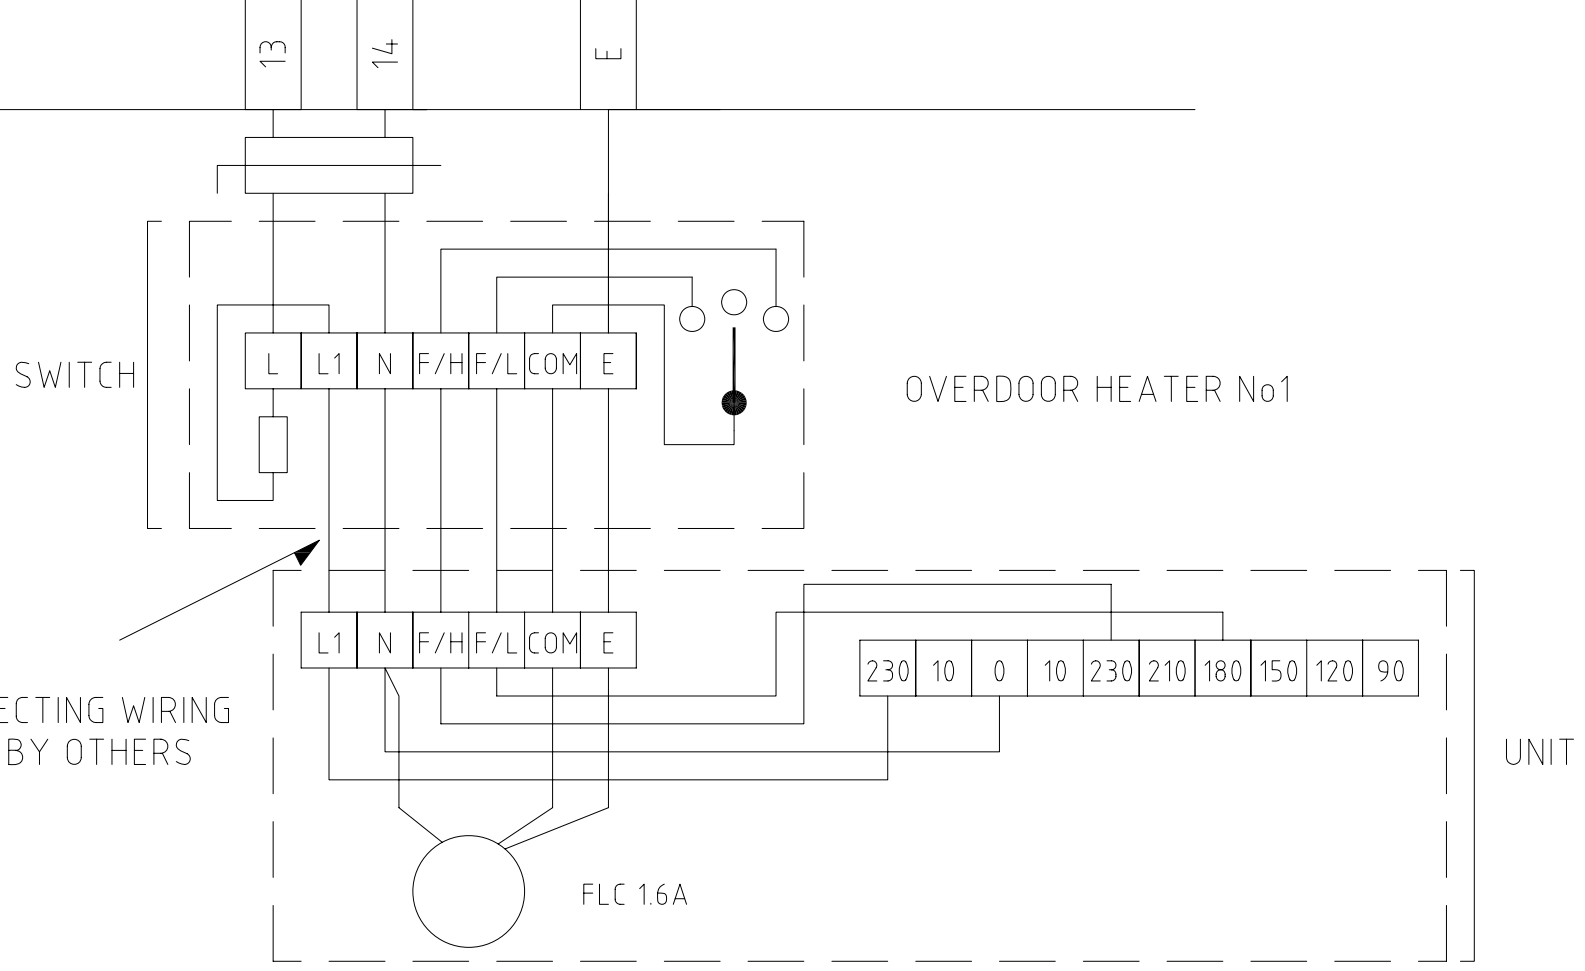 13 14 E
SWITCH
L L1 N F/H F/L COM E
OVERDOOR HEATER No1
L1 N F/H F/L COM E
230 10 0 10 230 210 180 150 120 90
ECTING WIRING
BY OTHERS
UNIT
FLC 1.6A